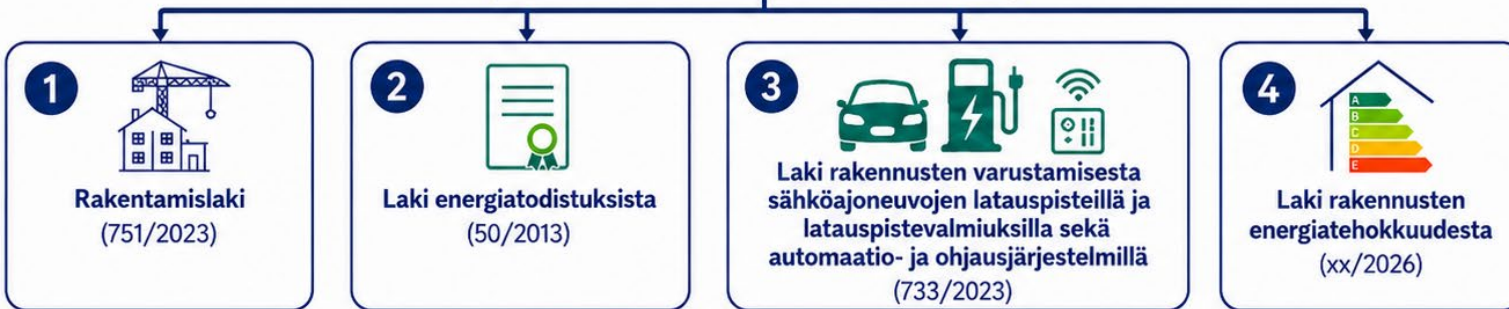 1
Rakentamislaki
(751/2023)
2
Laki energiatodistuksista
(50/2013)
3
Laki rakennusten varustamisesta
sähköajoneuvojen latauspisteillä ja
latauspistevalmiuksilla sekä
automaatio- ja ohjausjärjestelmillä
(733/2023)
4
A
B
C
D
E
Laki rakennusten
energiatehokkuudesta
(xx/2026)